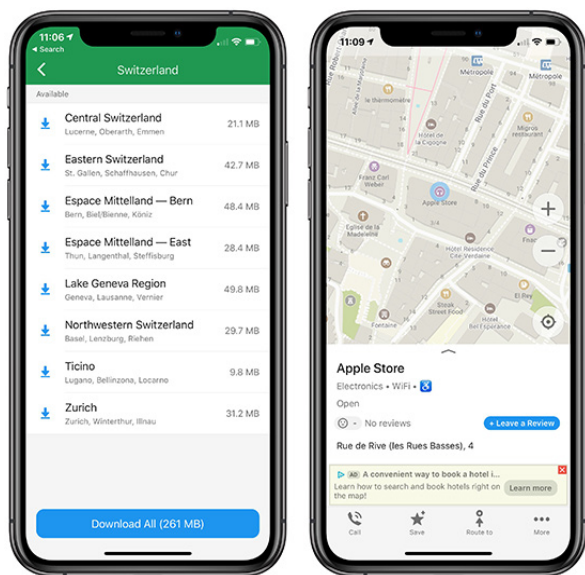 11:06
Search
Switzerland
Available
Central Switzerland
Lucerne, Oberarth, Emmen
21.1 MB
Eastern Switzerland
St. Gallen, Schaffhausen, Chur
42.7 MB
Espace Mittelland — Bern
Bern, Biel/Bienne, Köniz
48.4 MB
Espace Mittelland — East
Thun, Langenthal, Steffisburg
28.4 MB
Lake Geneva Region
Geneva, Lausanne, Vernier
49.8 MB
Northwestern Switzerland
Basel, Lenzburg, Riehen
29.7 MB
Ticino
Lugano, Bellinzona, Locarno
9.8 MB
Zurich
Zurich, Winterthur, Illnau
31.2 MB
Download All (261 MB)
11:09
Métropole
Métropole
la thermomètre
Rue du Port
Hôtel de
la Cigogne
Migros
restaurant
Rue du Prince
Franz Carl
Weber
Apple Store
Eglise de la
Madeleine
Hôtel Residence
Cité-Verdaine
Fnac
Steak
Street Food
El Rey
Fontaine
Hôtel
Bel'Esperance
Apple Store
Electronics • WiFi •
Open
- No reviews
+ Leave a Review
Rue de Rive (les Rues Basses), 4
AD A convenient way to book a hotel i...
Learn how to search and book hotels right on
the map!
Learn more
Call
Save
Route to
More